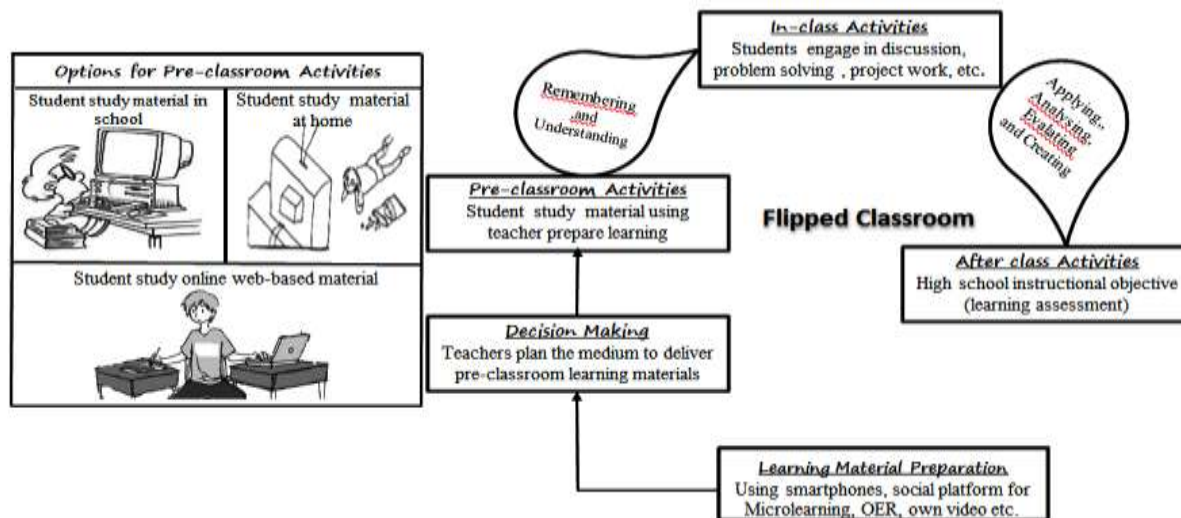 Options for Pre-classroom Activities
Student study material in
school
Student study material
at home
Student study online web-based material
In-class Activities
Students engage in discussion,
problem solving , project work, etc.
Remembering
and
Understanding
Applying,,
Analysing,
Evalating
and Creating
Pre-classroom Activities
Student study material using
teacher prepare learning
Flipped Classroom
After class Activities
High school instructional objective
(learning assessment)
Decision Making
Teachers plan the medium to deliver
pre-classroom learning materials
Learning Material Preparation
Using smartphones, social platform for
Microlearning, OER, own video etc.